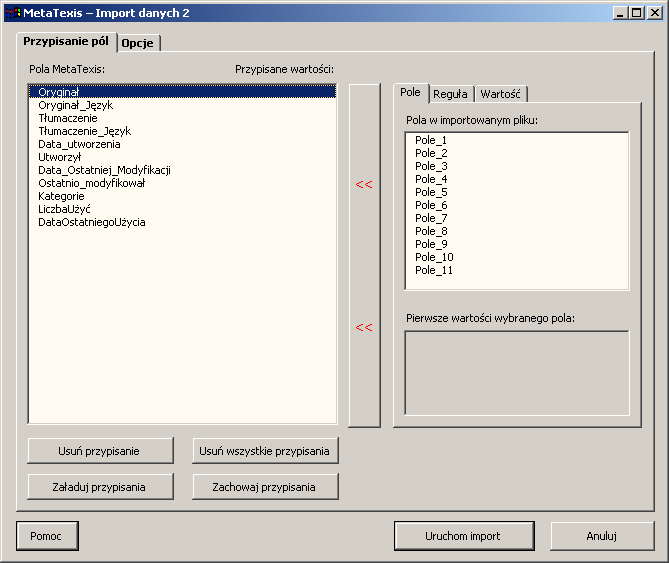 MetaTexis – Import danych 2
Przypisanie pól Opcje
Pola MetaTexis: Przypisane wartości:
Oryginał
Oryginał_Język
Tłumaczenie
Tłumaczenie_Język
Data_utworzenia
Utworzył
Data_Ostatniej_Modyfikacji
Ostatnio_modyfikował
Kategorie
LiczbaUżyć
DataOstatniegoUżycia
<<
<<
Pole Reguła Wartość
Pola w importowanym pliku:
Pole_1
Pole_2
Pole_3
Pole_4
Pole_5
Pole_6
Pole_7
Pole_8
Pole_9
Pole_10
Pole_11
Pierwsze wartości wybranego pola:
Usuń przypisanie Usuń wszystkie przypisania
Załaduj przypisania Zachowaj przypisania
Pomoc Uruchom import Anuluj